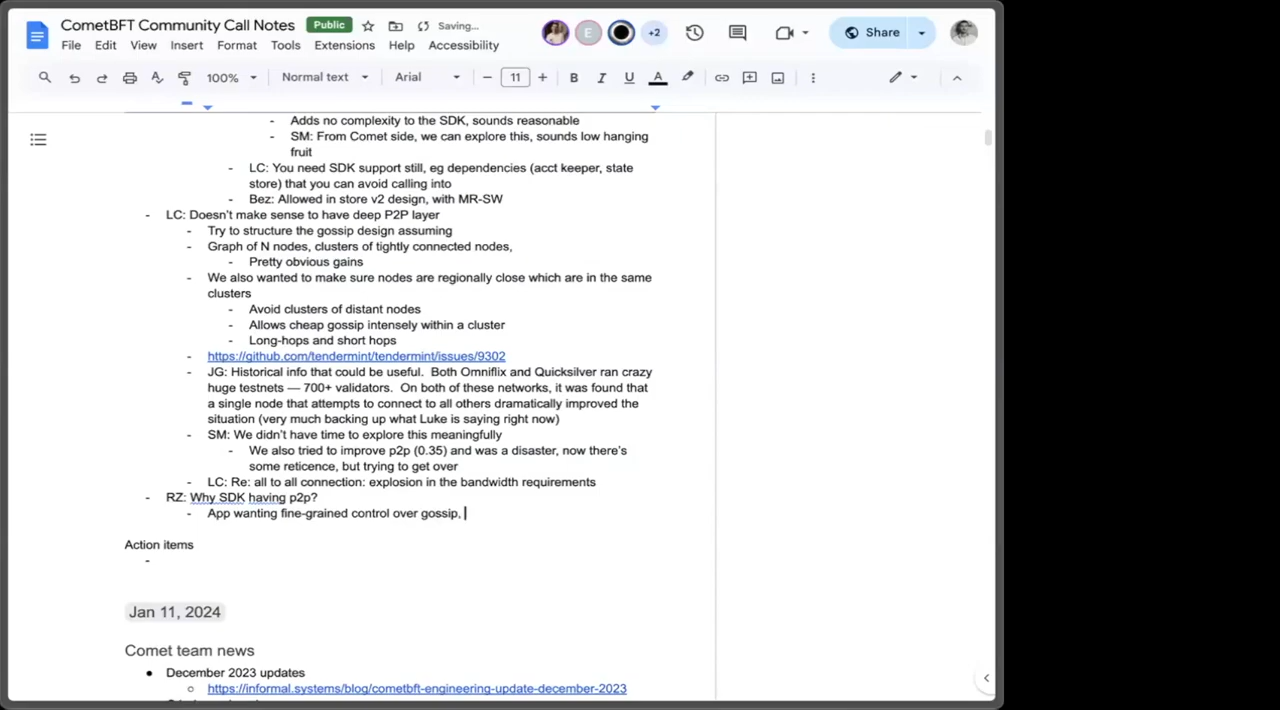 CometBFT Community Call Notes Public Saving...
File Edit View Insert Format Tools Extensions Help Accessibility
E +2 Share
100% Normal text Arial 11 B I U A
- Adds no complexity to the SDK, sounds reasonable
- SM: From Comet side, we can explore this, sounds low hanging
fruit
- LC: You need SDK support still, eg dependencies (acct keeper, state
store) that you can avoid calling into
- Bez: Allowed in store v2 design, with MR-SW
- LC: Doesn't make sense to have deep P2P layer
- Try to structure the gossip design assuming
- Graph of N nodes, clusters of tightly connected nodes,
- Pretty obvious gains
- We also wanted to make sure nodes are regionally close which are in the same
clusters
- Avoid clusters of distant nodes
- Allows cheap gossip intensely within a cluster
- Long-hops and short hops
- https://github.com/tendermint/tendermint/issues/9302
- JG: Historical info that could be useful. Both Omniflix and Quicksilver ran crazy
huge testnets — 700+ validators. On both of these networks, it was found that
a single node that attempts to connect to all others dramatically improved the
situation (very much backing up what Luke is saying right now)
- SM: We didn't have time to explore this meaningfully
- We also tried to improve p2p (0.35) and was a disaster, now there's
some reticence, but trying to get over
- LC: Re: all to all connection: explosion in the bandwidth requirements
- RZ: Why SDK having p2p?
- App wanting fine-grained control over gossip,
Action items
-
Jan 11, 2024
Comet team news
● December 2023 updates
○ https://informal.systems/blog/cometbft-engineering-update-december-2023